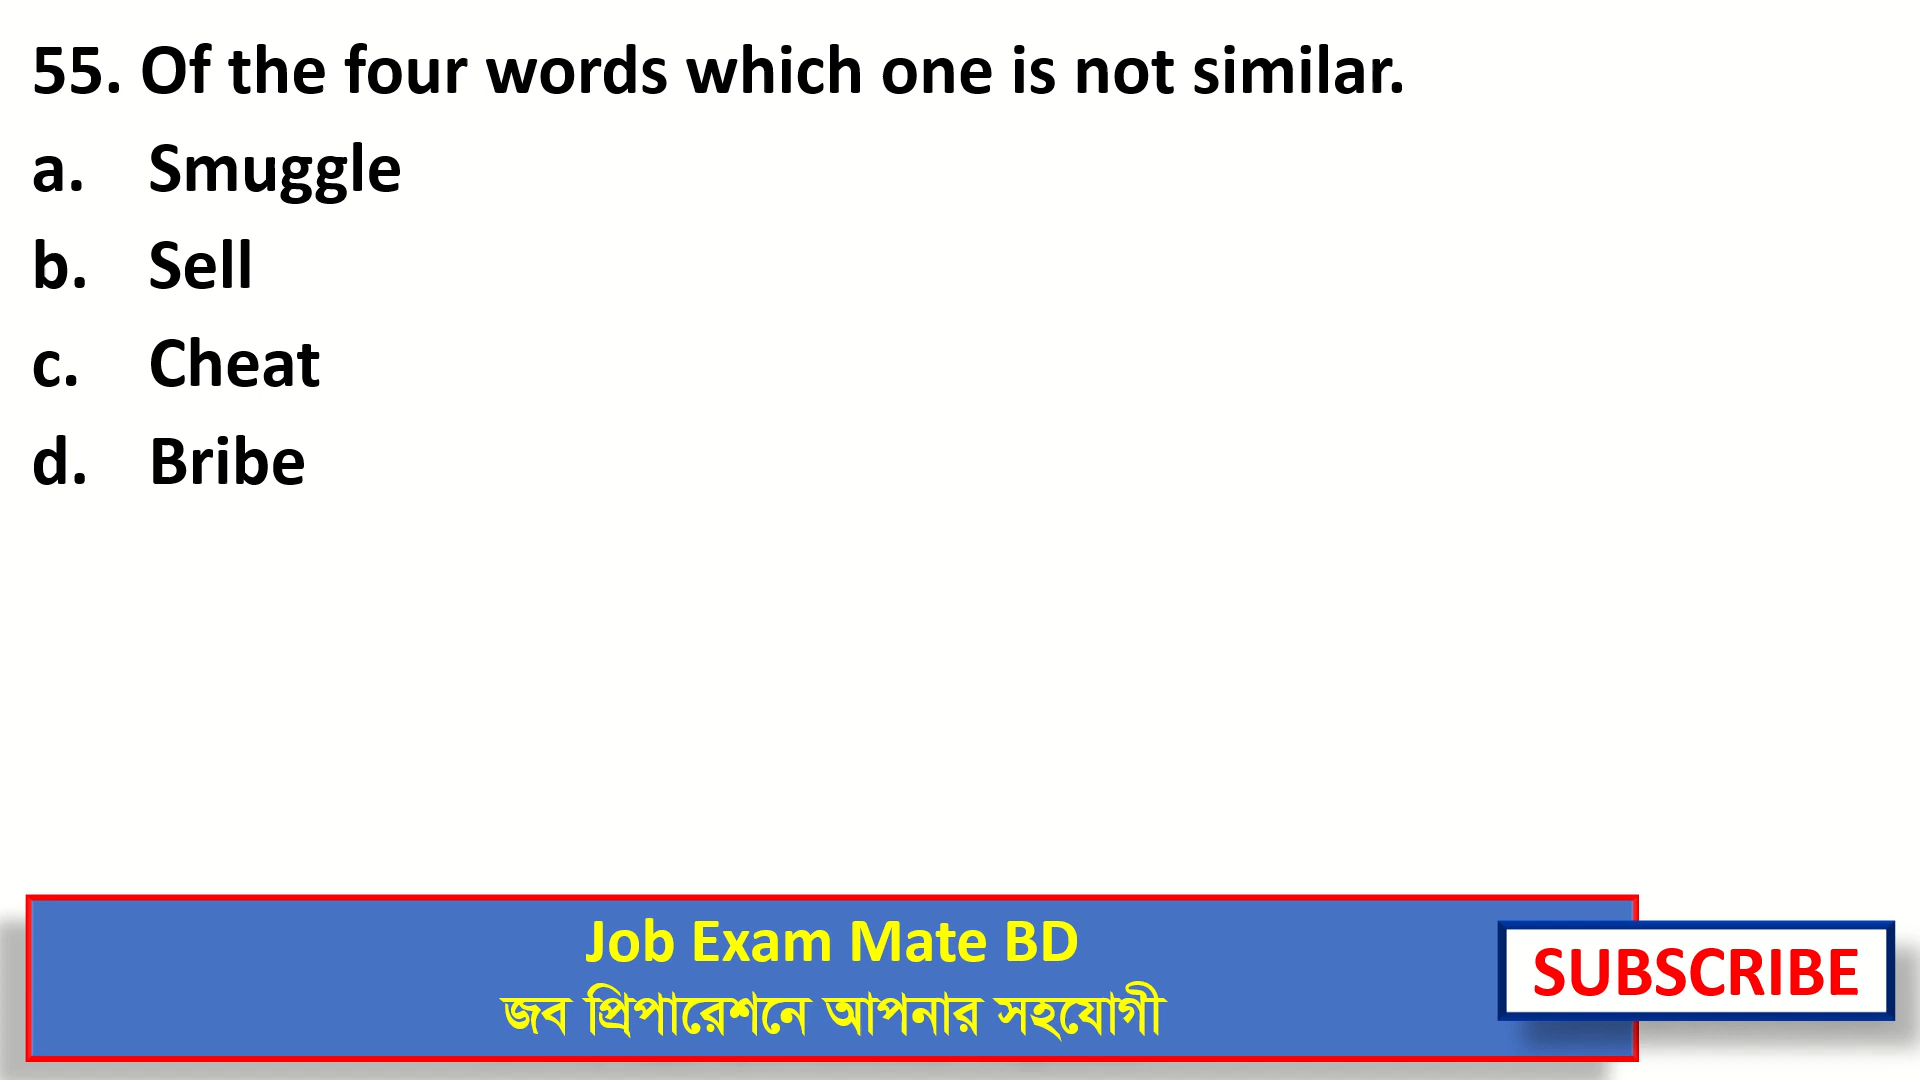 55. Of the four words which one is not similar.
a. Smuggle
b. Sell
c. Cheat
d. Bribe
Job Exam Mate BD
জব প্রিপারেশনে আপনার সহযোগী
SUBSCRIBE